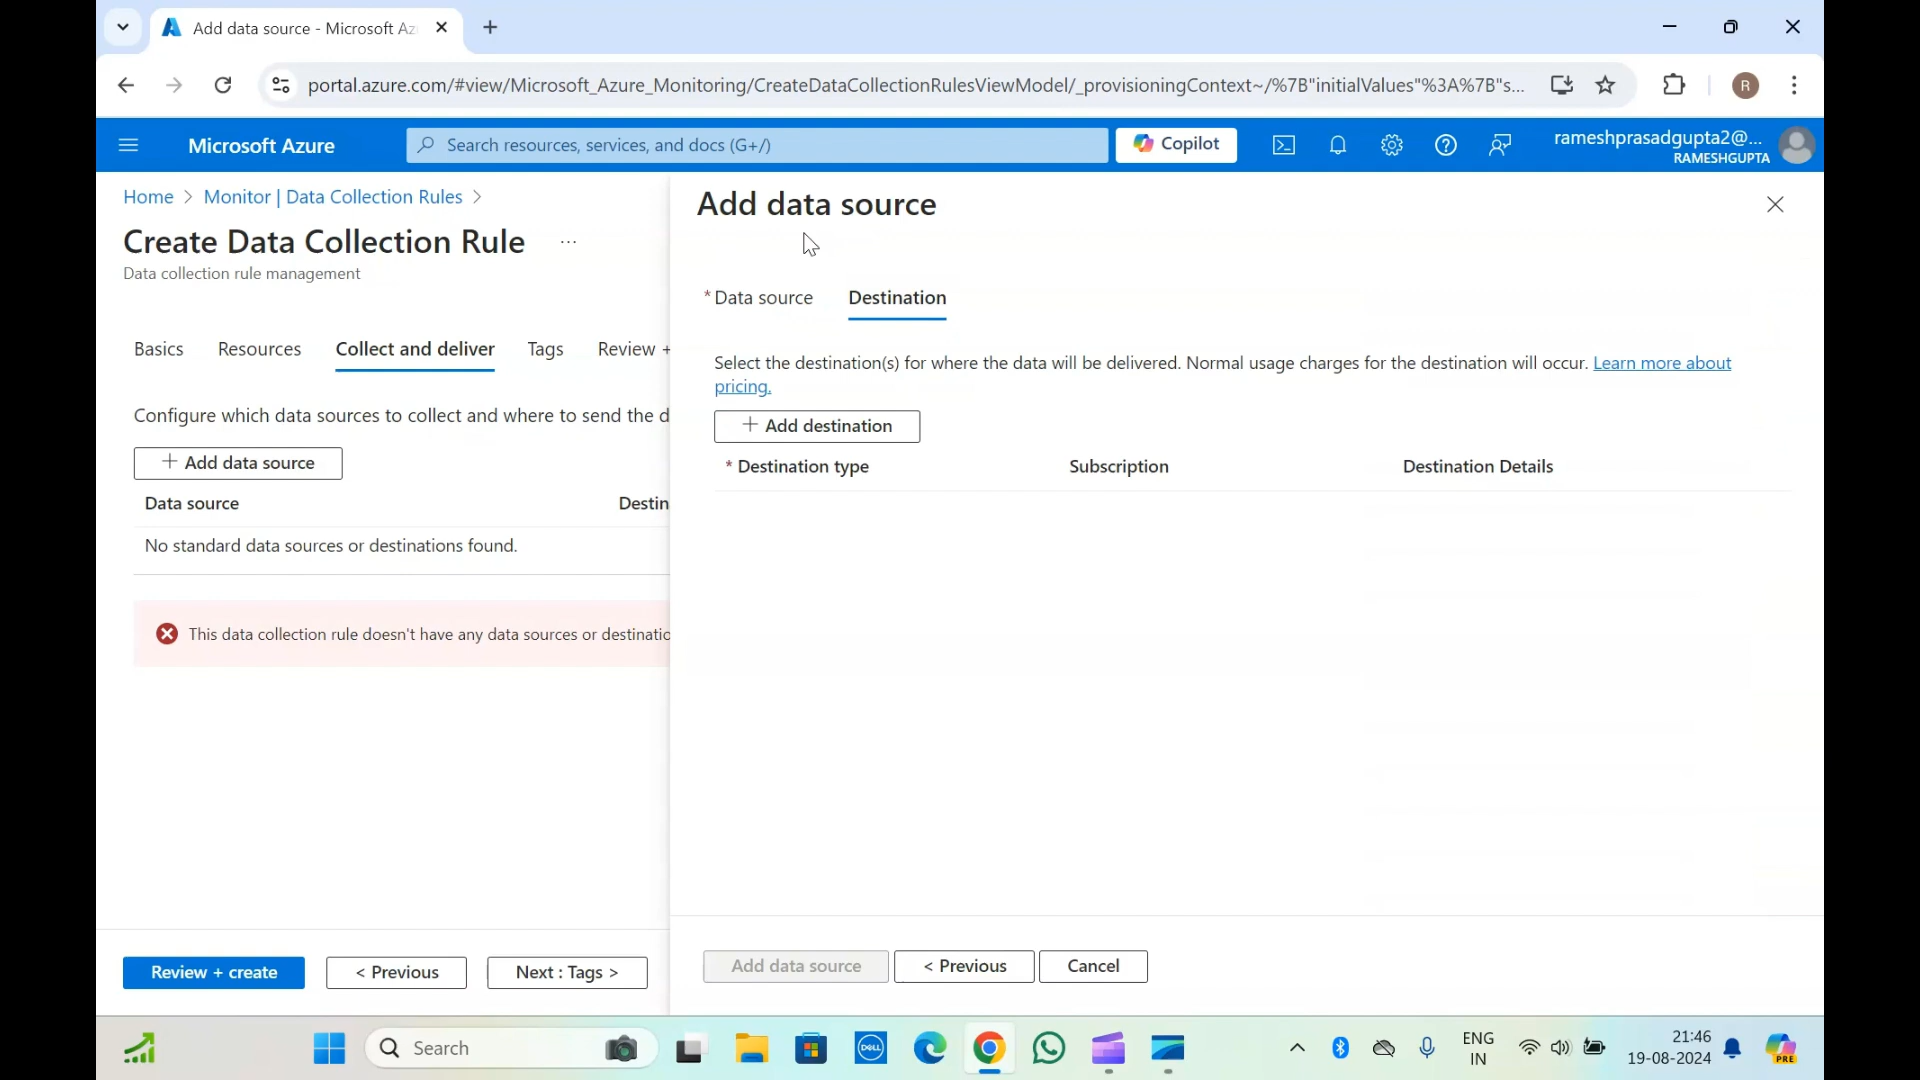 Add data source - Microsoft Az
portal.azure.com/#view/Microsoft_Azure_Monitoring/CreateDataCollectionRulesViewModel/_provisioningContext~/%7B"initialValues"%3A%7B"s...
R
Microsoft Azure
Search resources, services, and docs (G+/)
Copilot
rameshprasadgupta2@...
RAMESHGUPTA
Home > Monitor | Data Collection Rules >
Create Data Collection Rule ...
Data collection rule management
Basics Resources Collect and deliver Tags Review +
Configure which data sources to collect and where to send the d
+ Add data source
Data source Destin
No standard data sources or destinations found.
This data collection rule doesn't have any data sources or destinatio
Review + create < Previous Next : Tags >
Add data source
* Data source Destination
Select the destination(s) for where the data will be delivered. Normal usage charges for the destination will occur. Learn more about
pricing.
+ Add destination
* Destination type Subscription Destination Details
Add data source < Previous Cancel
Search
DELL
ENG
IN
21:46
19-08-2024
PRE